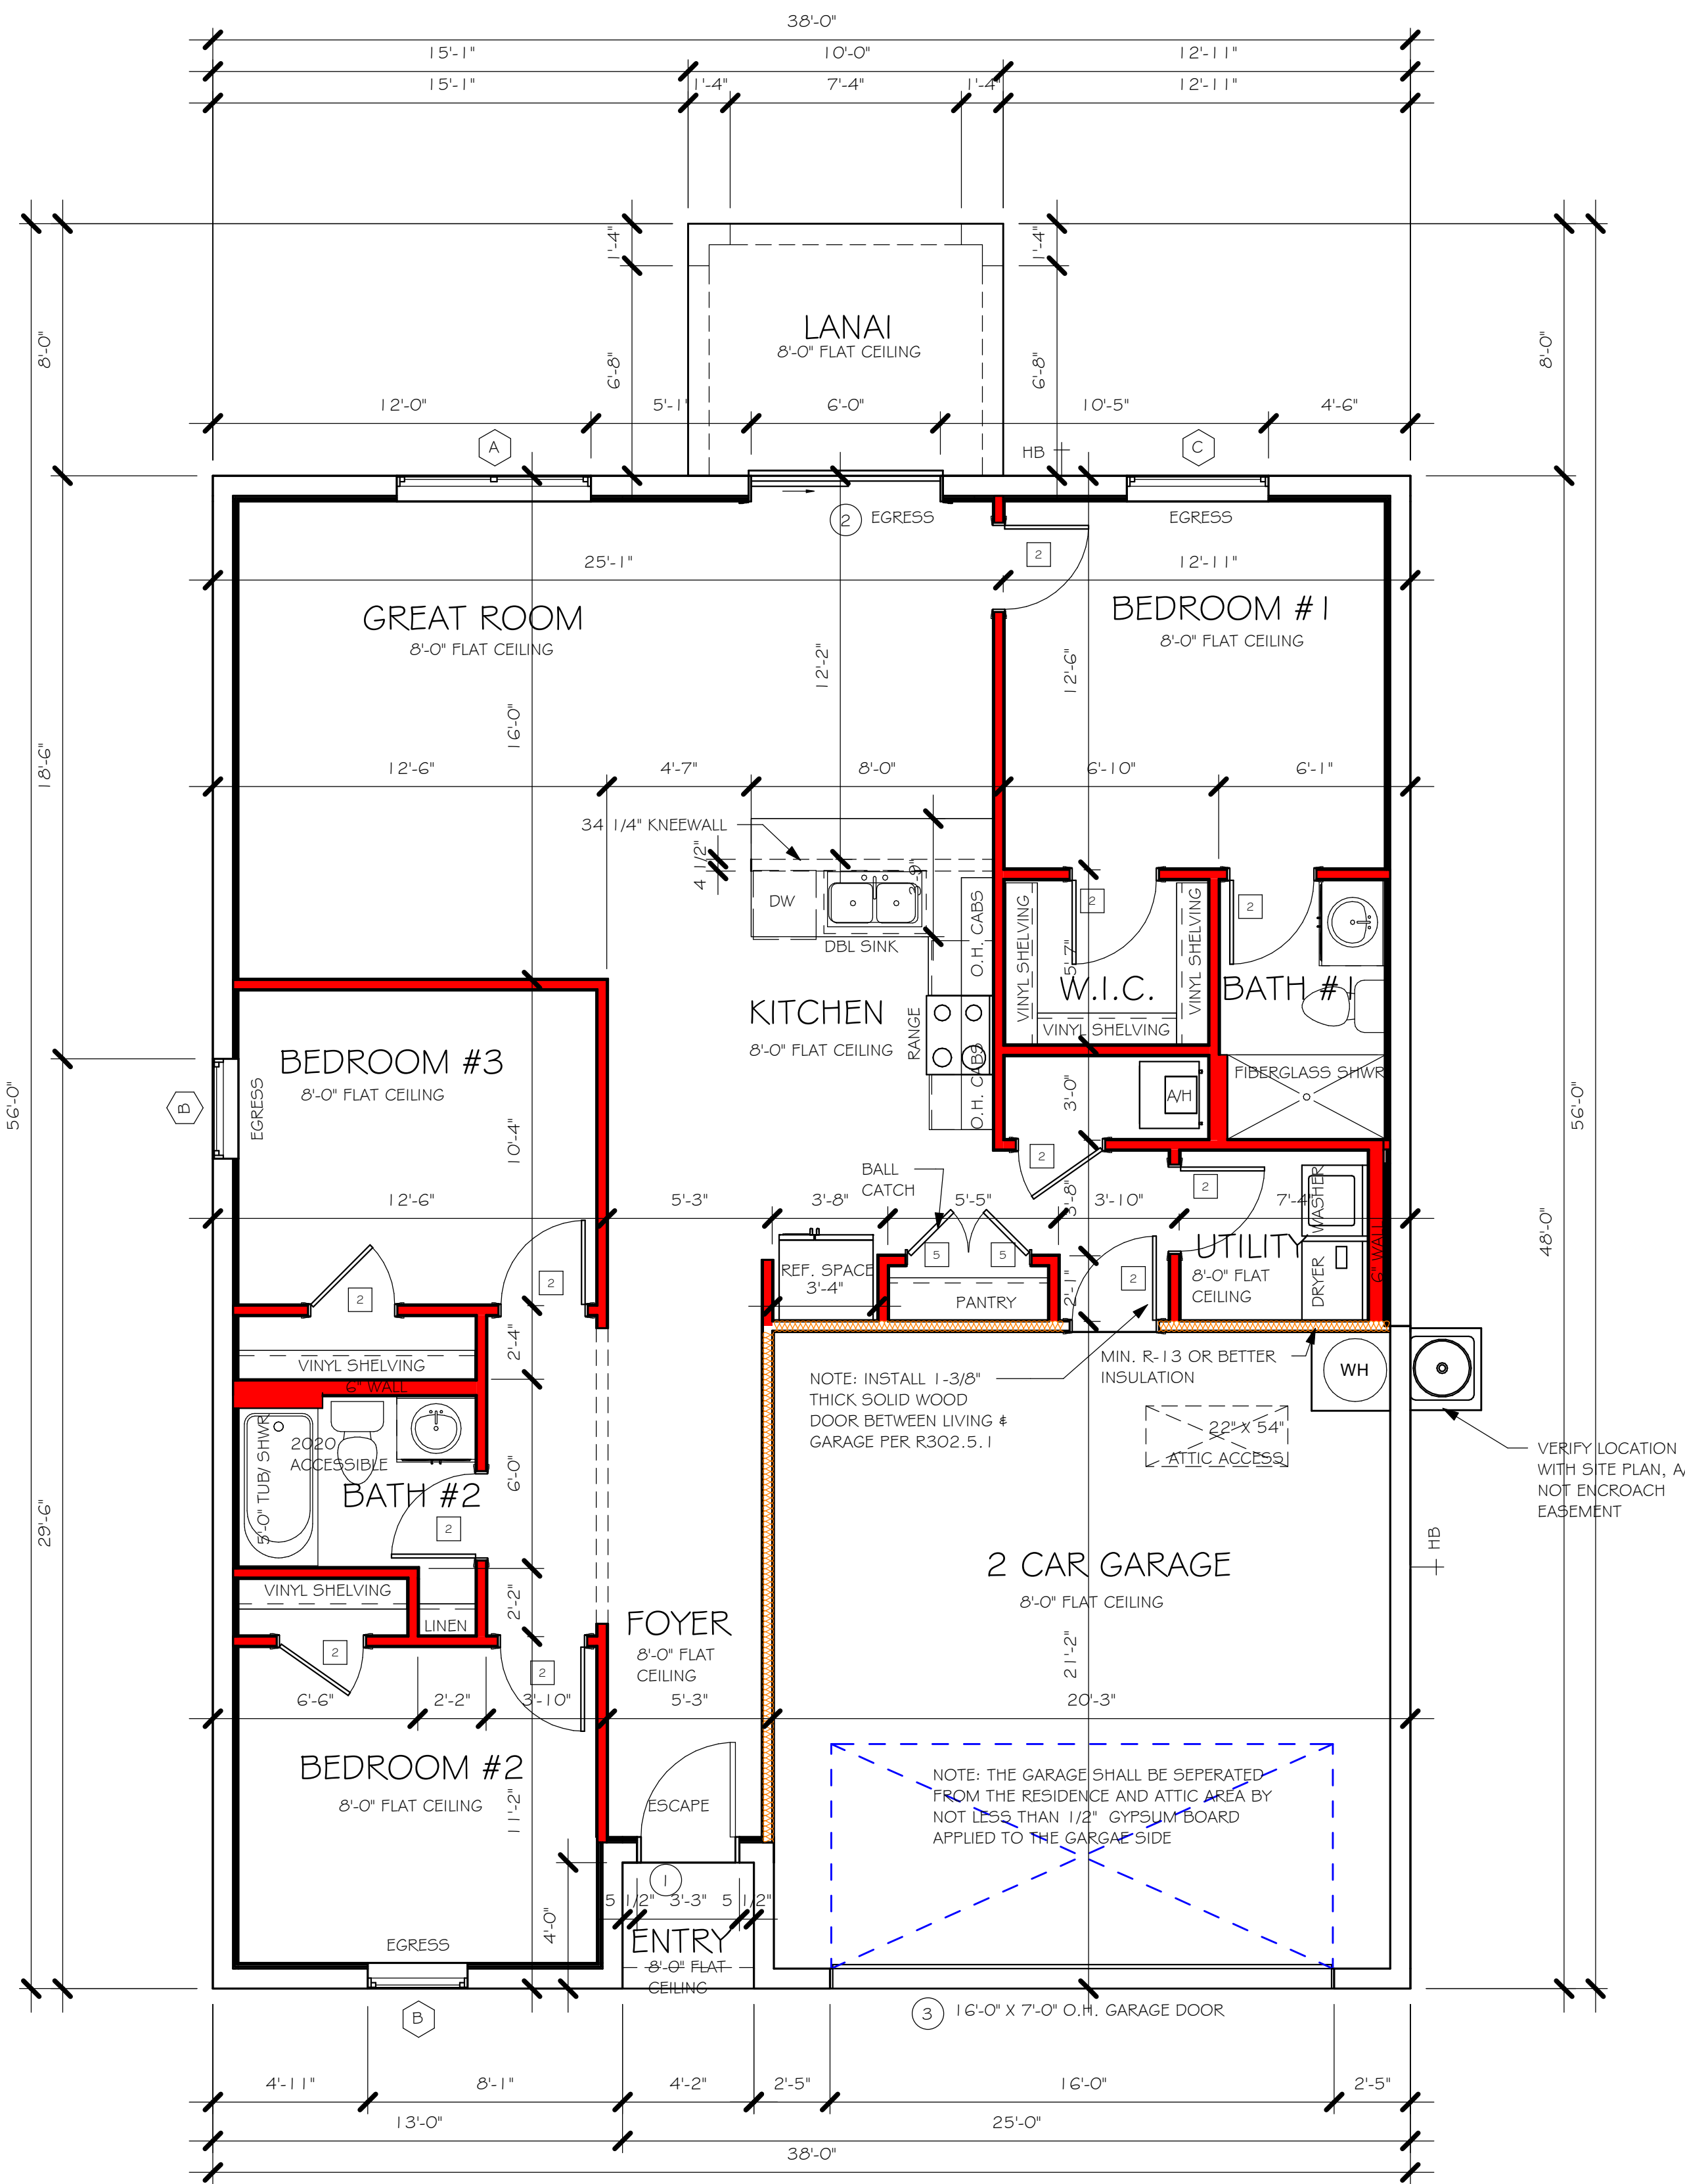 38'-0"
15'-1" 10'-0" 12'-11"
15'-1" 1'-4" 7'-4" 1'-4" 12'-11"
1'-4" 1'-4"
LANAI
8'-0" FLAT CEILING
8'-0" 6'-8" 6'-8" 8'-0"
12'-0" 5'-1" 6'-0" 10'-5" 4'-6"
A HB C
2 EGRESS EGRESS
2
25'-1" 12'-11"
GREAT ROOM
8'-0" FLAT CEILING
BEDROOM #1
8'-0" FLAT CEILING
12'-2" 12'-6"
16'-0"
18'-6"
12'-6" 4'-7" 8'-0" 6'-10" 6'-1"
34 1/4" KNEEWALL
4 1/2"
3'-9"
DW
DBL SINK
O.H. CABS
VINYL SHELVING
2
5'-7"
VINYL SHELVING
2
W.I.C.
BATH #1
VINYL SHELVING
KITCHEN
8'-0" FLAT CEILING
RANGE
O.H. CABS
FIBERGLASS SHWR
A/H
3'-0"
BEDROOM #3
8'-0" FLAT CEILING
B
EGRESS
10'-4"
56'-0"
56'-0"
2
BALL
CATCH
12'-6" 5'-3" 3'-8" 5'-5" 3'-10" 7'-4"
3'-8"
2
WASHER
48'-0"
UTILITY
8'-0" FLAT
CEILING
DRYER
6" WALL
REF. SPACE
3'-4"
5 5
PANTRY
2
2'-1"
2 2
2'-4"
VINYL SHELVING
6" WALL
NOTE: INSTALL 1-3/8"
THICK SOLID WOOD
DOOR BETWEEN LIVING &
GARAGE PER R302.5.1
MIN. R-13 OR BETTER
INSULATION
WH
22" X 54"
ATTIC ACCESS
VERIFY LOCATION
WITH SITE PLAN, A/
NOT ENCROACH
EASEMENT
5'-0" TUB/ SHWR
2020
ACCESSIBLE
BATH #2
2
6'-0"
29'-6"
HB
2 CAR GARAGE
8'-0" FLAT CEILING
VINYL SHELVING
LINEN
2'-2"
FOYER
8'-0" FLAT
CEILING
2 2
21'-2"
6'-6" 2'-2" 3'-10" 5'-3" 20'-3"
BEDROOM #2
8'-0" FLAT CEILING
11'-2"
ESCAPE
NOTE: THE GARAGE SHALL BE SEPERATED
FROM THE RESIDENCE AND ATTIC AREA BY
NOT LESS THAN 1/2" GYPSUM BOARD
APPLIED TO THE GARGAE SIDE
1
5 1/2" 3'-3" 5 1/2"
4'-0"
ENTRY
8'-0" FLAT
CEILING
EGRESS
B
3 16'-0" X 7'-0" O.H. GARAGE DOOR
4'-11" 8'-1" 4'-2" 2'-5" 16'-0" 2'-5"
13'-0" 25'-0"
38'-0"